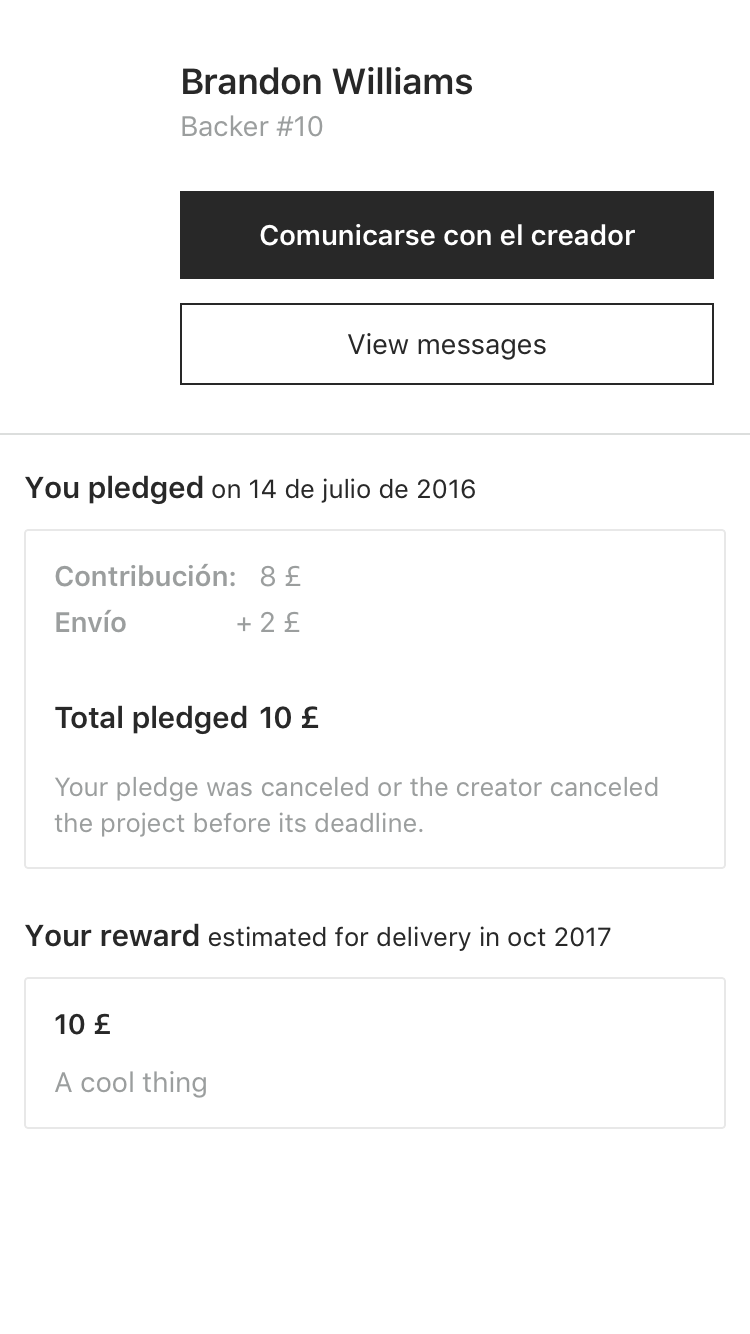 Brandon Williams
Backer #10
Comunicarse con el creador
View messages
You pledged on 14 de julio de 2016
Contribución: 8 £
Envío + 2 £
Total pledged 10 £
Your pledge was canceled or the creator canceled
the project before its deadline.
Your reward estimated for delivery in oct 2017
10 £
A cool thing